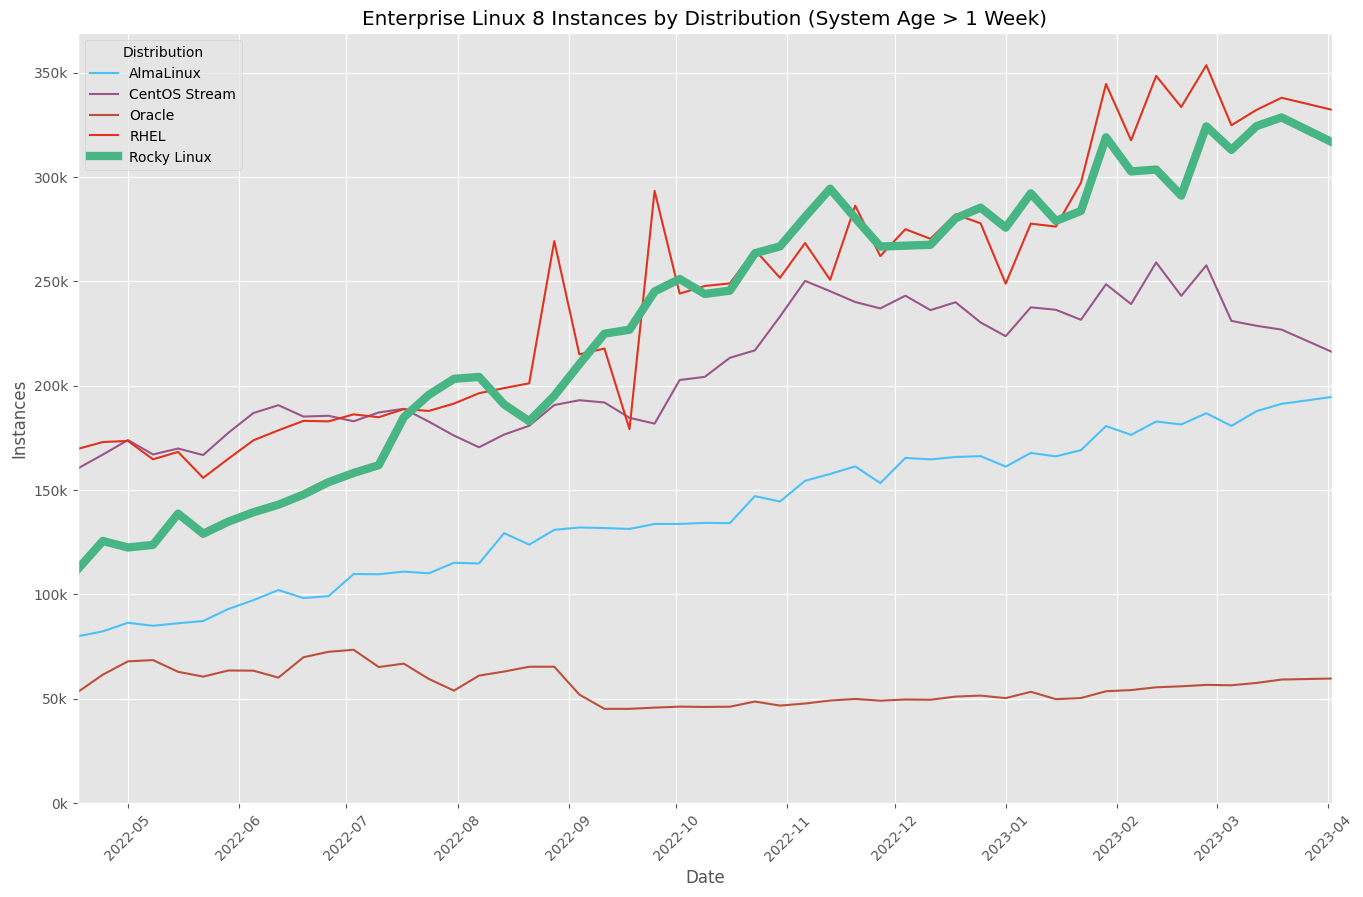 Enterprise Linux 8 Instances by Distribution (System Age > 1 Week)
Distribution
AlmaLinux
CentOS Stream
Oracle
RHEL
Rocky Linux
350k
300k
250k
200k
150k
100k
50k
0k
Instances
2022-05
2022-06
2022-07
2022-08
2022-09
2022-10
2022-11
2022-12
2023-01
2023-02
2023-03
2023-04
Date